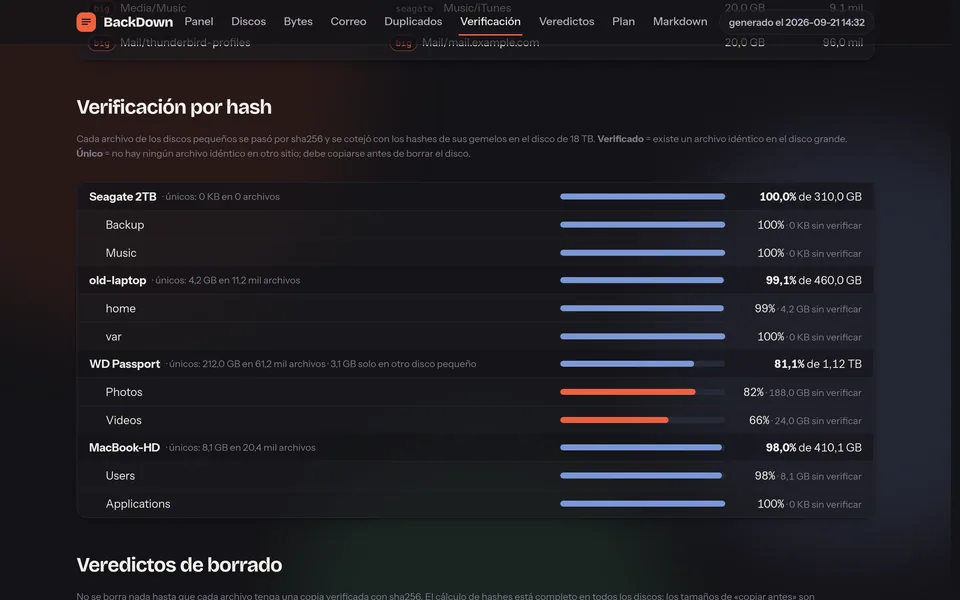 big Media/Music seagate Music/iTunes 20,0 GB 9,1 mil
BackDown Panel Discos Bytes Correo Duplicados Verificación Veredictos Plan Markdown generado el 2026-09-21 14:32
big Mail/thunderbird-profiles big Mail/mail.example.com 20,0 GB 96,0 mil
Verificación por hash
Cada archivo de los discos pequeños se pasó por sha256 y se cotejó con los hashes de sus gemelos en el disco de 18 TB. Verificado = existe un archivo idéntico en el disco grande.
Único = no hay ningún archivo idéntico en otro sitio; debe copiarse antes de borrar el disco.
Seagate 2TB · únicos: 0 KB en 0 archivos 100,0% de 310,0 GB
Backup 100% · 0 KB sin verificar
Music 100% · 0 KB sin verificar
old-laptop · únicos: 4,2 GB en 11,2 mil archivos 99,1% de 460,0 GB
home 99% · 4,2 GB sin verificar
var 100% · 0 KB sin verificar
WD Passport · únicos: 212,0 GB en 61,2 mil archivos · 3,1 GB solo en otro disco pequeño 81,1% de 1,12 TB
Photos 82% · 188,0 GB sin verificar
Videos 66% · 24,0 GB sin verificar
MacBook-HD · únicos: 8,1 GB en 20,4 mil archivos 98,0% de 410,1 GB
Users 98% · 8,1 GB sin verificar
Applications 100% · 0 KB sin verificar
Veredictos de borrado
No se borra nada hasta que cada archivo tenga una copia verificada con sha256. El cálculo de hashes está completo en todos los discos; los tamaños de «copiar antes» son